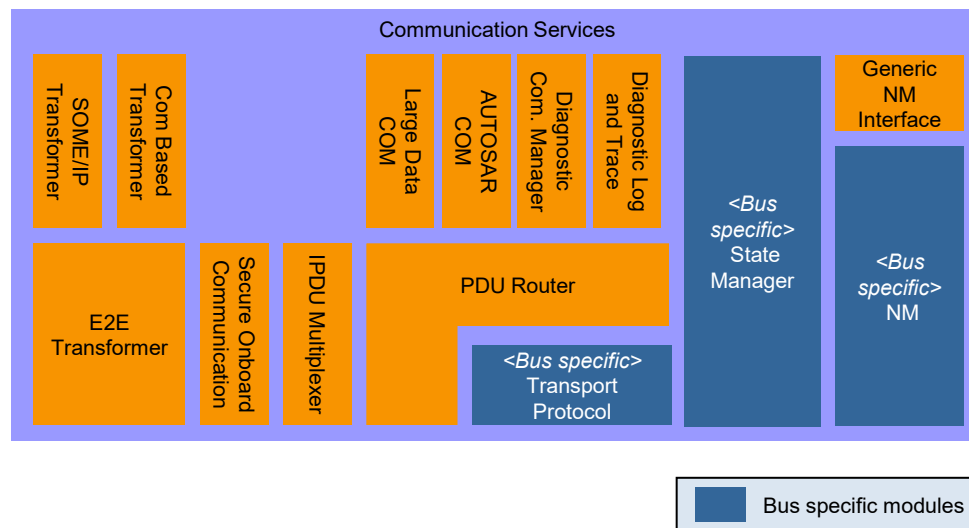 Communication Services
SOME/IP
Transformer
Com Based
Transformer
Large Data
COM
AUTOSAR
COM
Diagnostic
Com. Manager
Diagnostic Log
and Trace
<Bus
specific>
State
Manager
Generic
NM
Interface
<Bus
specific>
NM
E2E
Transformer
Secure Onboard
Communication
IPDU Multiplexer
PDU Router
<Bus specific>
Transport
Protocol
Bus specific modules